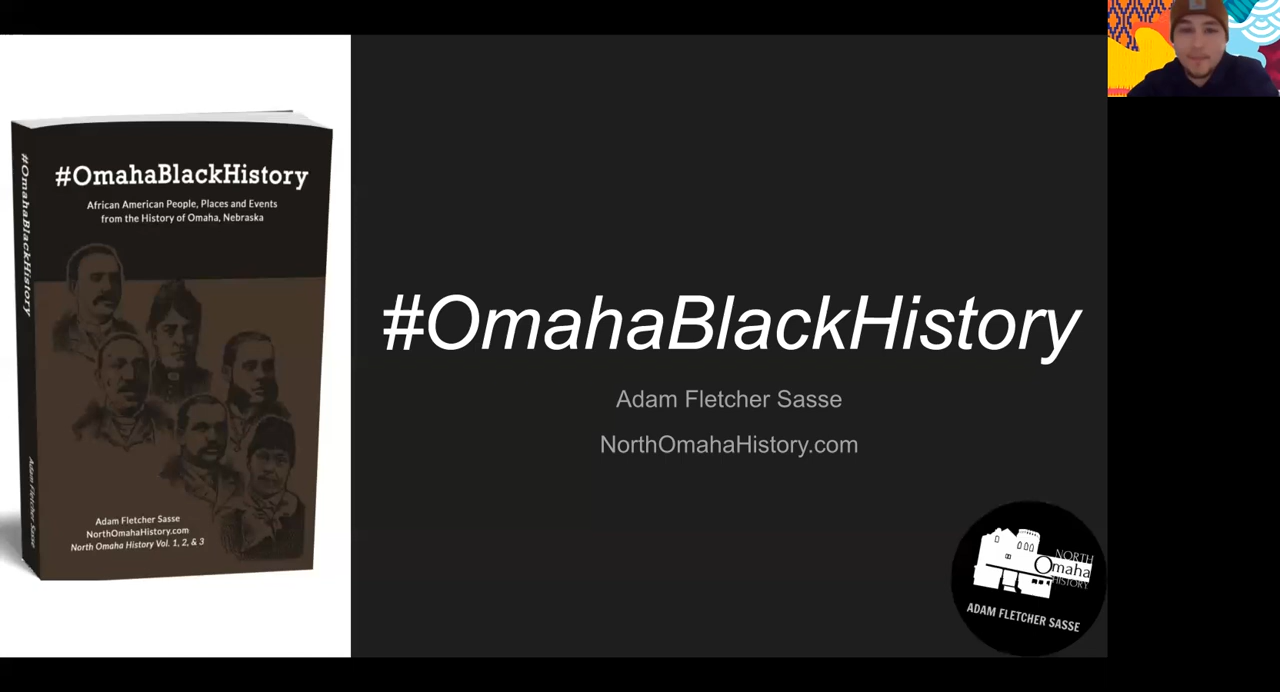 #OmahaBlackHistory
African American People, Places and Events
from the History of Omaha, Nebraska
Adam Fletcher Sasse
NorthOmahaHistory.com
North Omaha History Vol. 1, 2, & 3
#OmahaBlackHistory
Adam Fletcher Sasse
#OmahaBlackHistory
Adam Fletcher Sasse
NorthOmahaHistory.com
NORTH
Omaha
HISTORY
ADAM FLETCHER SASSE